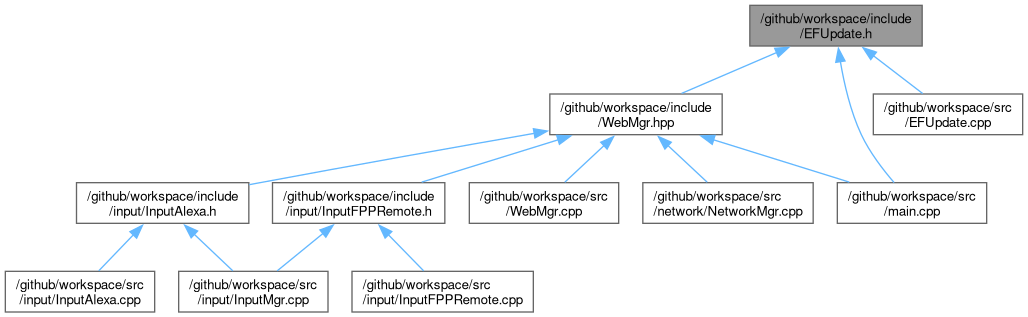 /github/workspace/include
/EFUpdate.h
/github/workspace/include
/WebMgr.hpp
/github/workspace/src
/EFUpdate.cpp
/github/workspace/include
/input/InputAlexa.h
/github/workspace/include
/input/InputFPPRemote.h
/github/workspace/src
/WebMgr.cpp
/github/workspace/src
/network/NetworkMgr.cpp
/github/workspace/src
/main.cpp
/github/workspace/src
/input/InputAlexa.cpp
/github/workspace/src
/input/InputMgr.cpp
/github/workspace/src
/input/InputFPPRemote.cpp